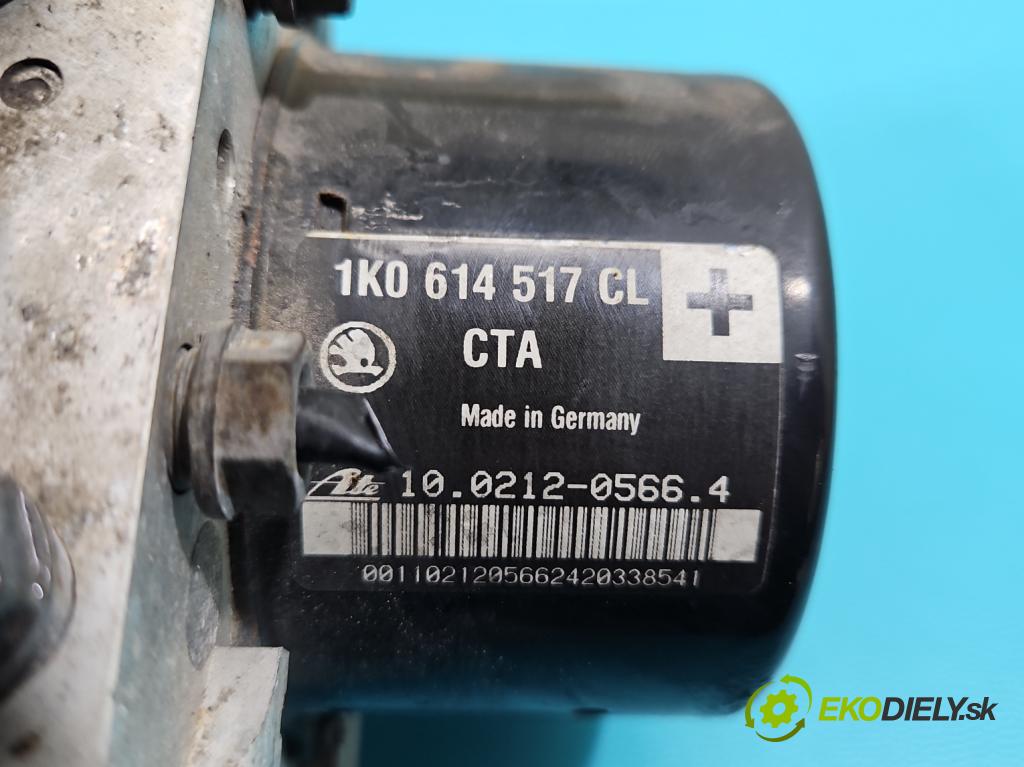 1K0 614 517 CL
CTA
Made in Germany
Ate 10.0212-0566.4
0011021205662420338541
EKODIELY.sk